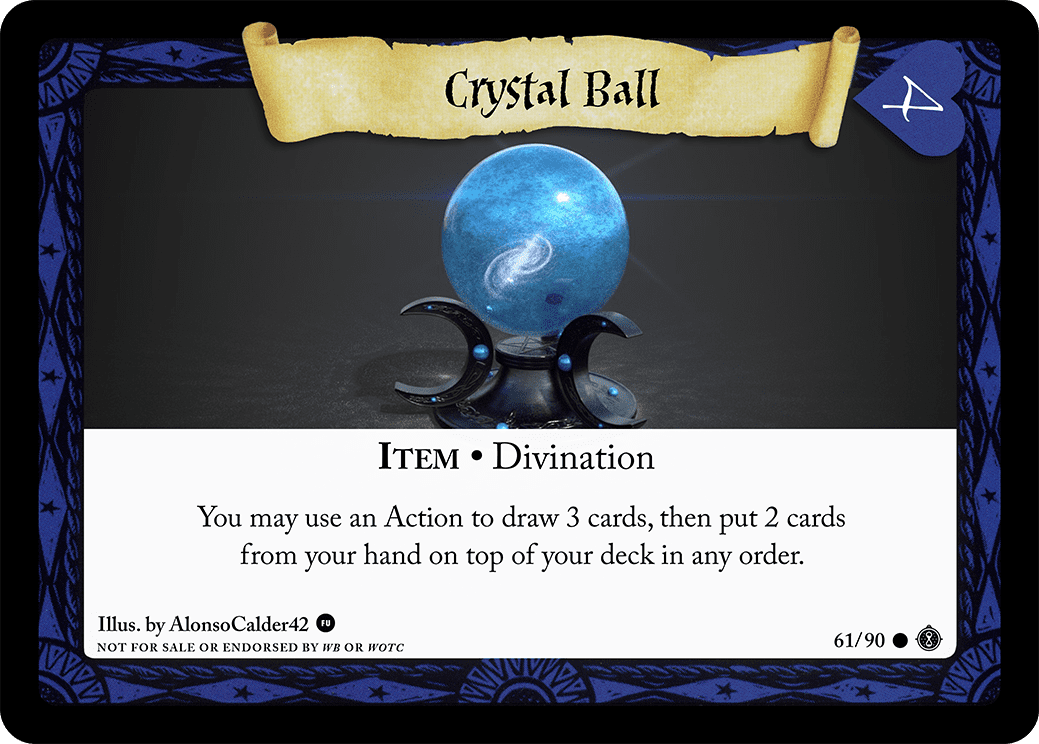 Crystal Ball
4
ITEM • Divination
You may use an Action to draw 3 cards, then put 2 cards
from your hand on top of your deck in any order.
Illus. by AlonsoCalder42 FU
NOT FOR SALE OR ENDORSED BY WB OR WOTC
61/90